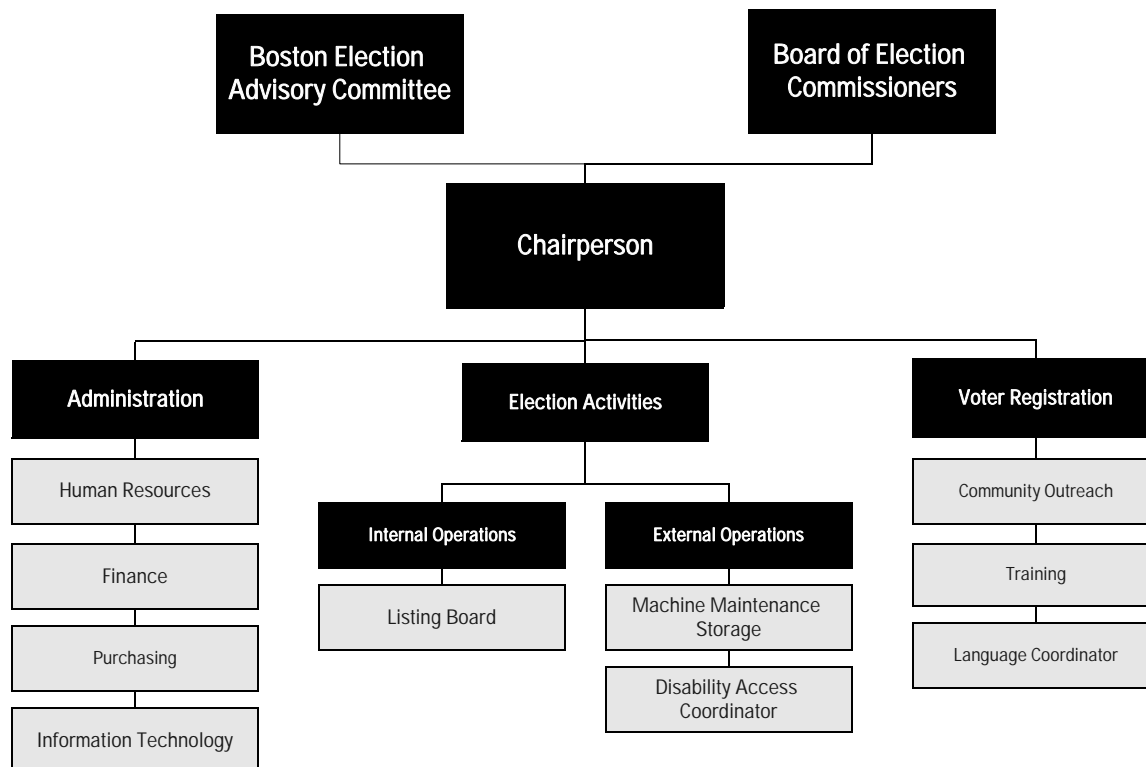 Boston Election
Advisory Committee
Board of Election
Commissioners
Chairperson
Administration
Election Activities
Voter Registration
Human Resources
Finance
Purchasing
Information Technology
Internal Operations
Listing Board
External Operations
Machine Maintenance
Storage
Disability Access
Coordinator
Community Outreach
Training
Language Coordinator